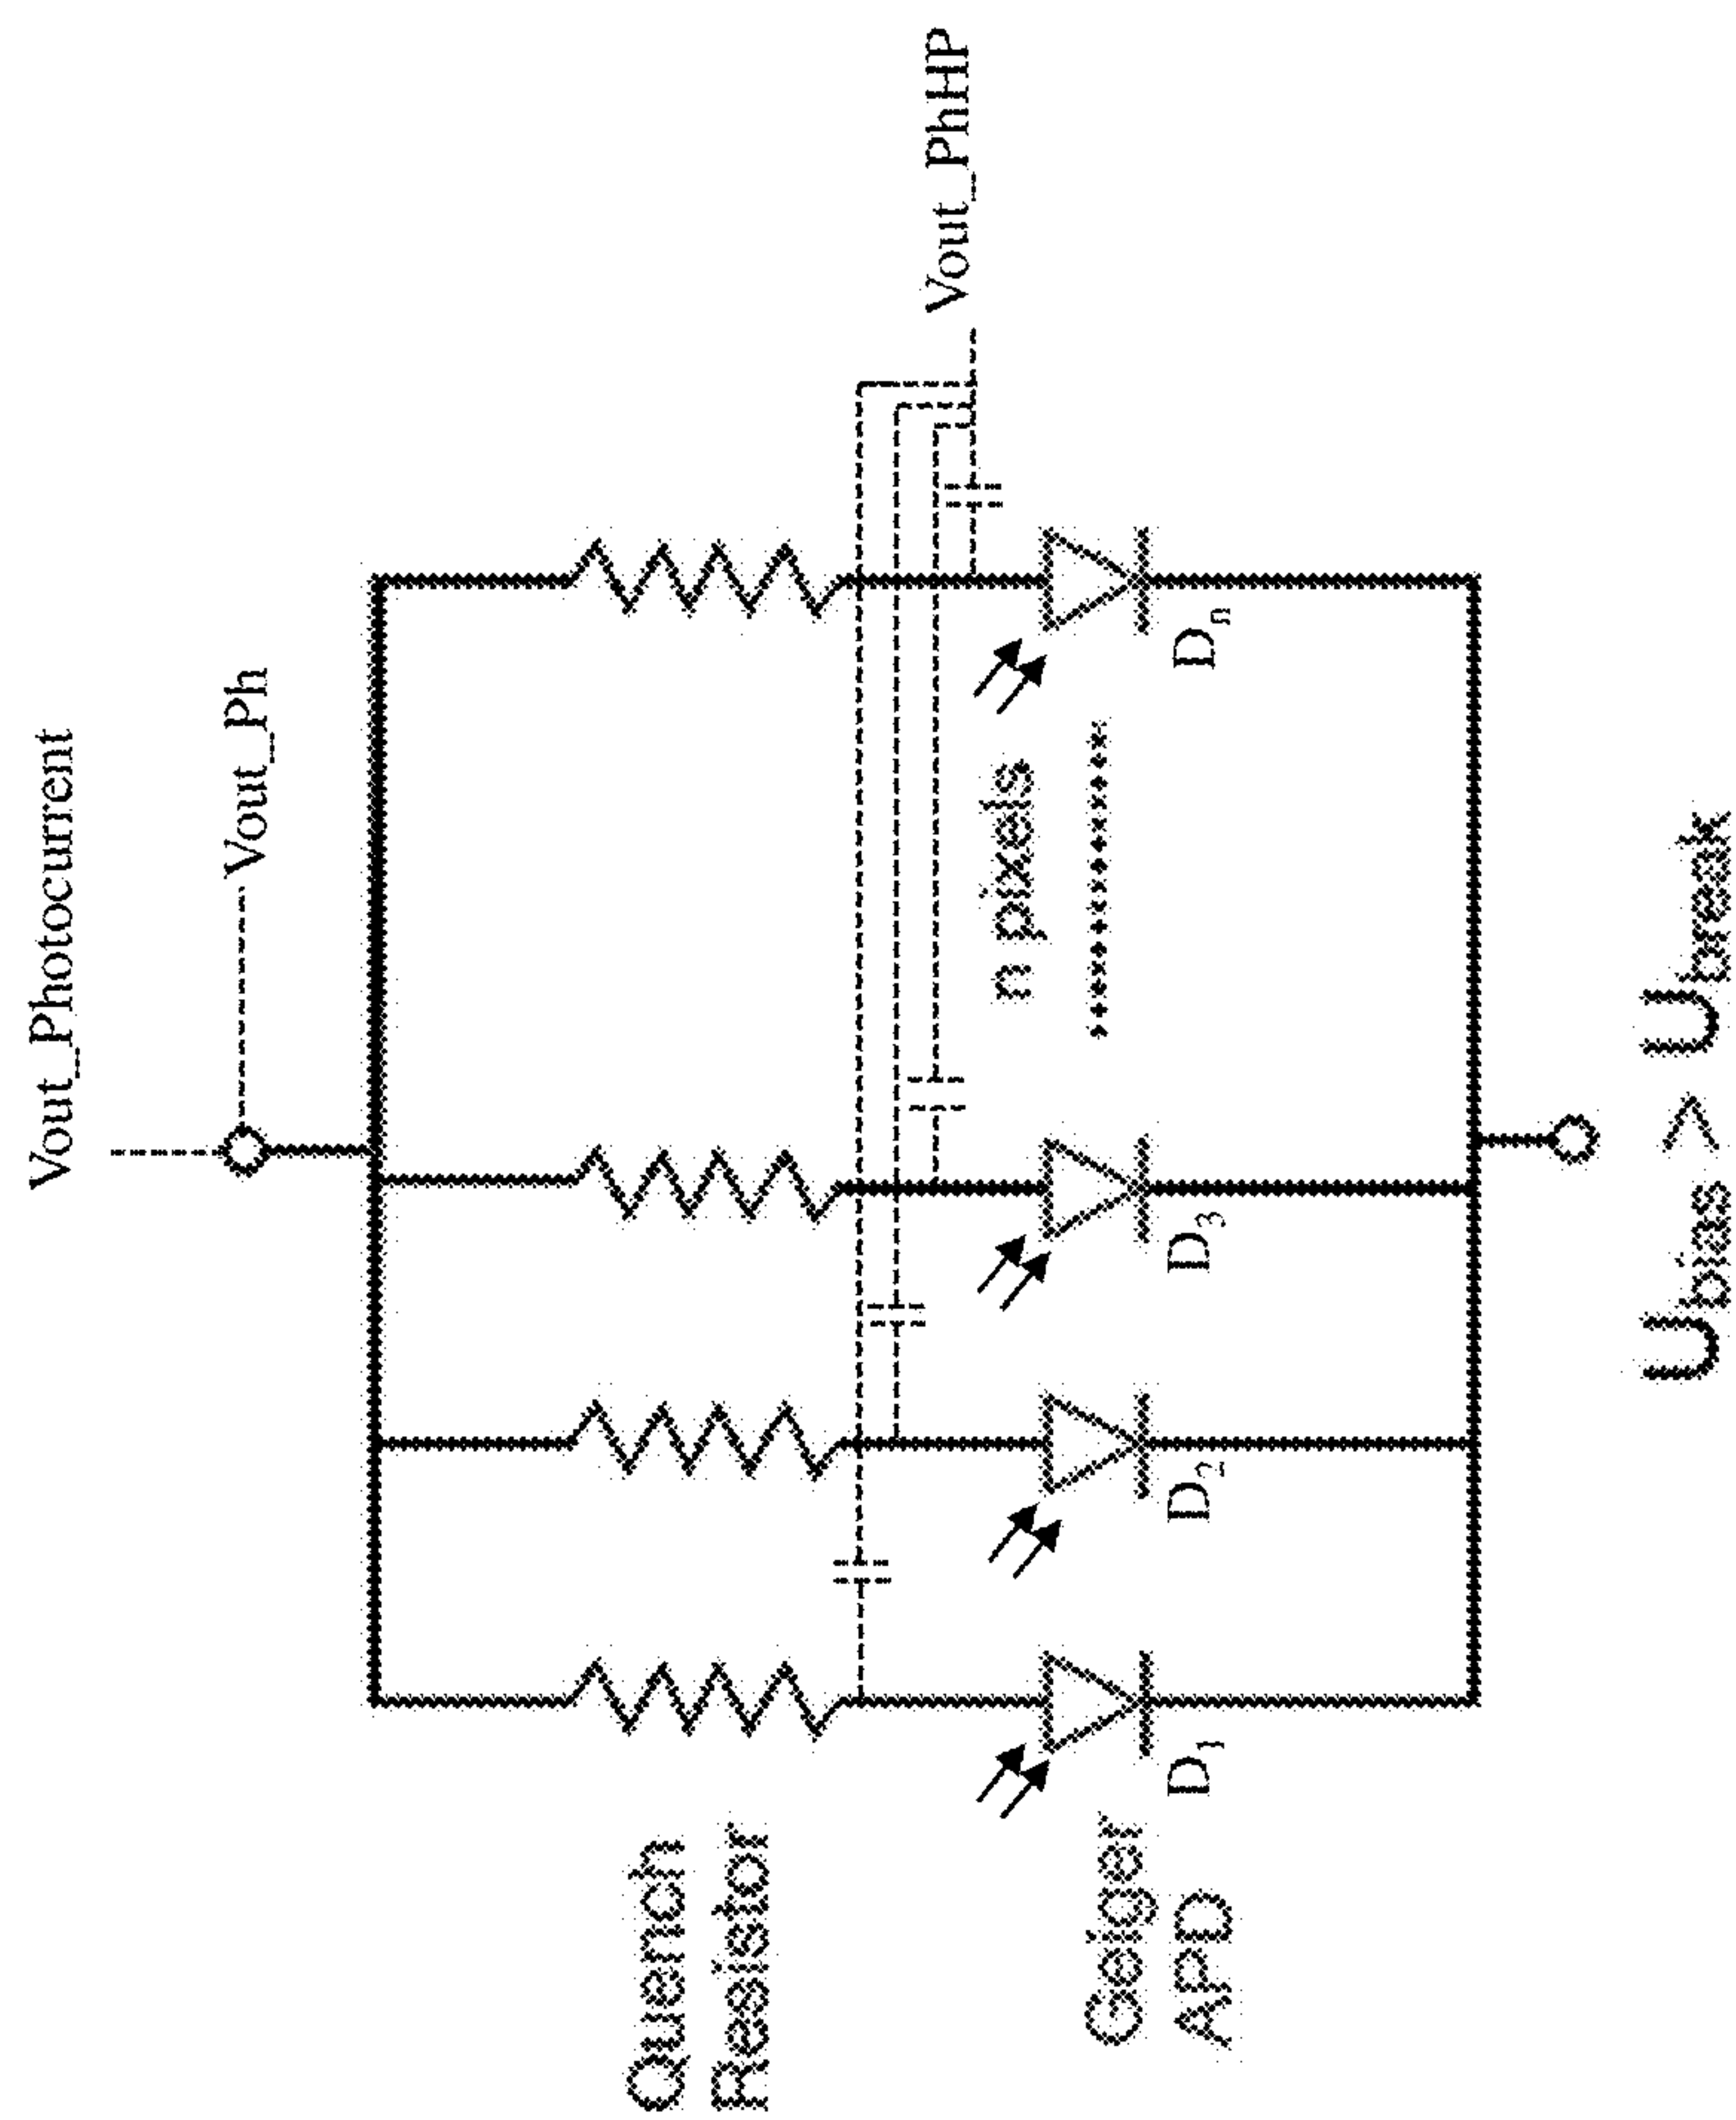 Vout_Photocurrent
Vout_Ph
Quench
Resistor
Vout_PhHP
n pixels
Geiger
APD
D1
D2
D3
Dn
Ubias > Ubreak